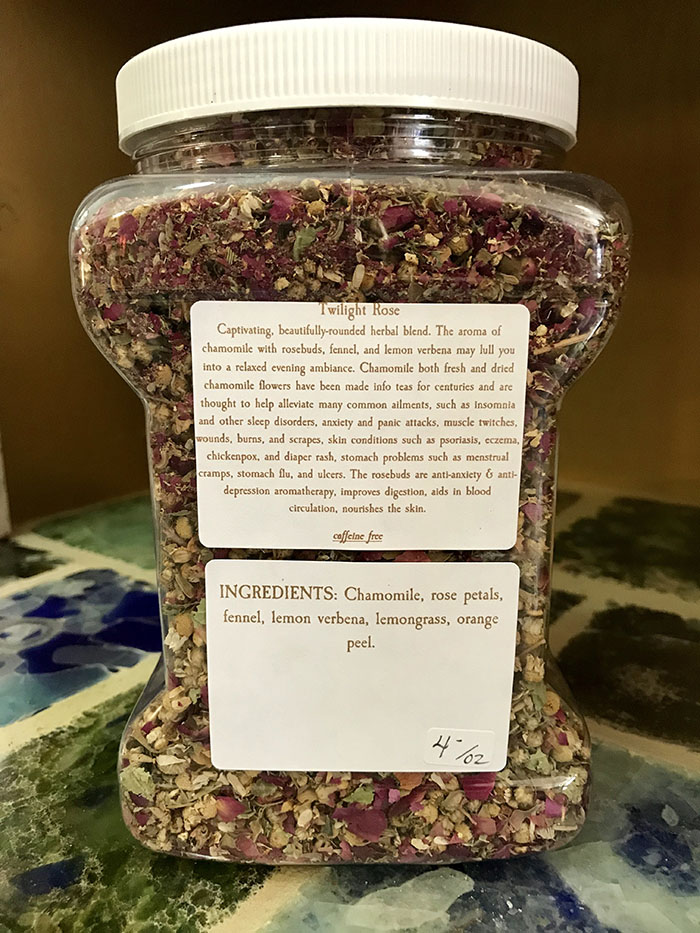 Twilight Rose
Captivating, beautifully-rounded herbal blend. The aroma of
chamomile with rosebuds, fennel, and lemon verbena may lull you
into a relaxed evening ambiance. Chamomile both fresh and dried
chamomile flowers have been made info teas for centuries and are
thought to help alleviate many common ailments, such as insomnia
and other sleep disorders, anxiety and panic attacks, muscle twitches,
wounds, burns, and scrapes, skin conditions such as psoriasis, eczema,
chickenpox, and diaper rash, stomach problems such as menstrual
cramps, stomach flu, and ulcers. The rosebuds are anti-anxiety & anti-
depression aromatherapy, improves digestion, aids in blood
circulation, nourishes the skin.
caffeine free
INGREDIENTS: Chamomile, rose petals,
fennel, lemon verbena, lemongrass, orange
peel.
4-/oz